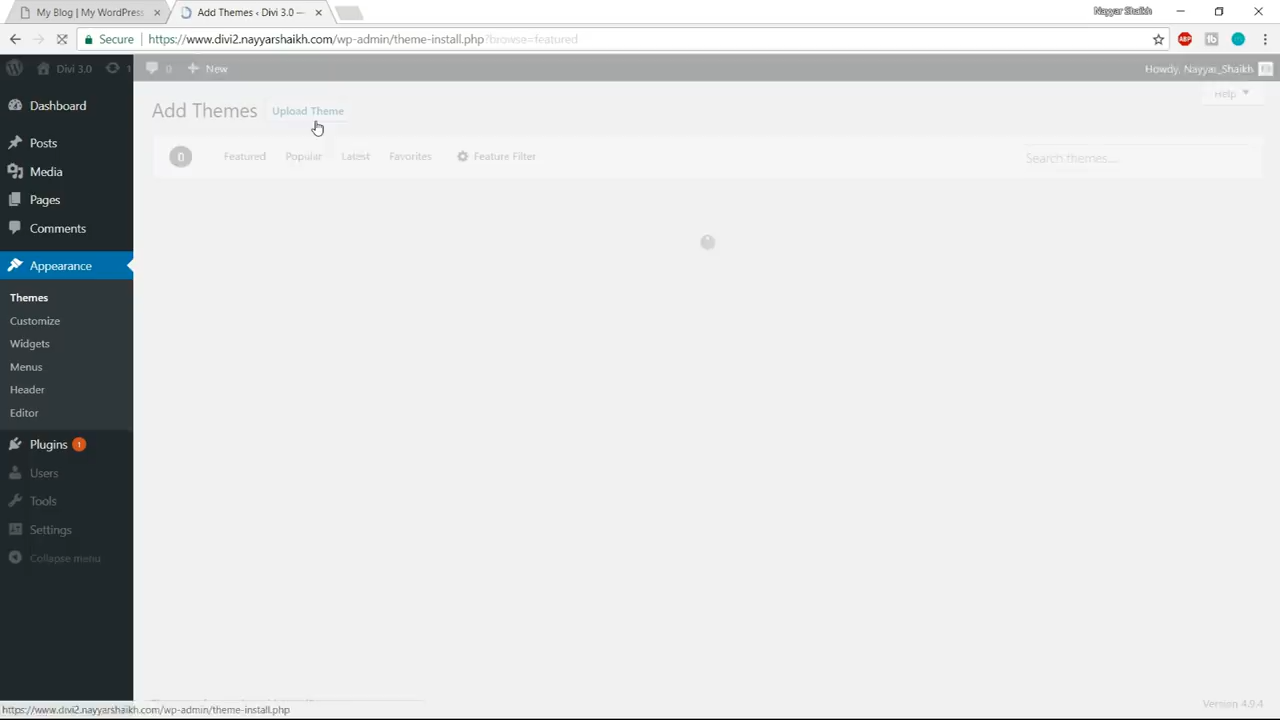 My Blog | My WordPress
Add Themes ‹ Divi 3.0 —
Nayyar Shaikh
Secure
https://www.divi2.nayyarshaikh.com/wp-admin/theme-install.php?browse=featured
ABP
Divi 3.0
1
0
New
Howdy, Nayyar_Shaikh
Dashboard
Posts
Media
Pages
Comments
Appearance
Themes
Customize
Widgets
Menus
Header
Editor
Plugins 1
Users
Tools
Settings
Collapse menu
Help
Add Themes
Upload Theme
0
Featured
Popular
Latest
Favorites
Feature Filter
Search themes...
https://www.divi2.nayyarshaikh.com/wp-admin/theme-install.php
Version 4.9.4